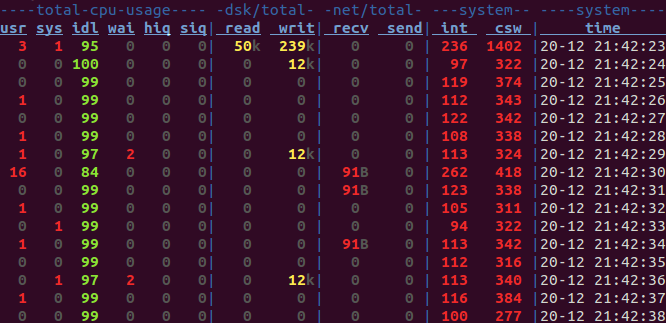 ----total-cpu-usage---- -dsk/total- -net/total- ---system-- ----system----
usr sys idl wai hiq siq| read  writ| recv  send| int   csw |     time
  3   1  95   0   0   0|  50k  239k|   0     0 | 236  1402 |20-12 21:42:23
  0   0 100   0   0   0|   0    12k|   0     0 |  97   322 |20-12 21:42:24
  0   0  99   0   0   0|   0     0 |   0     0 | 119   374 |20-12 21:42:25
  1   0  99   0   0   0|   0     0 |   0     0 | 112   343 |20-12 21:42:26
  0   0  99   0   0   0|   0     0 |   0     0 | 122   342 |20-12 21:42:27
  1   0  99   0   0   0|   0     0 |   0     0 | 108   338 |20-12 21:42:28
  1   0  97   2   0   0|   0    12k|   0     0 | 113   324 |20-12 21:42:29
 16   0  84   0   0   0|   0     0 |  91B    0 | 262   418 |20-12 21:42:30
  0   0  99   0   0   0|   0     0 |  91B    0 | 123   338 |20-12 21:42:31
  1   0  99   0   0   0|   0     0 |   0     0 | 105   311 |20-12 21:42:32
  0   1  99   0   0   0|   0     0 |   0     0 |  94   322 |20-12 21:42:33
  1   0  99   0   0   0|   0     0 |  91B    0 | 113   342 |20-12 21:42:34
  0   0  99   0   0   0|   0     0 |   0     0 | 112   316 |20-12 21:42:35
  0   1  97   2   0   0|   0    12k|   0     0 | 113   340 |20-12 21:42:36
  1   0  99   0   0   0|   0     0 |   0     0 | 116   384 |20-12 21:42:37
  0   0  99   0   0   0|   0     0 |   0     0 | 100   277 |20-12 21:42:38